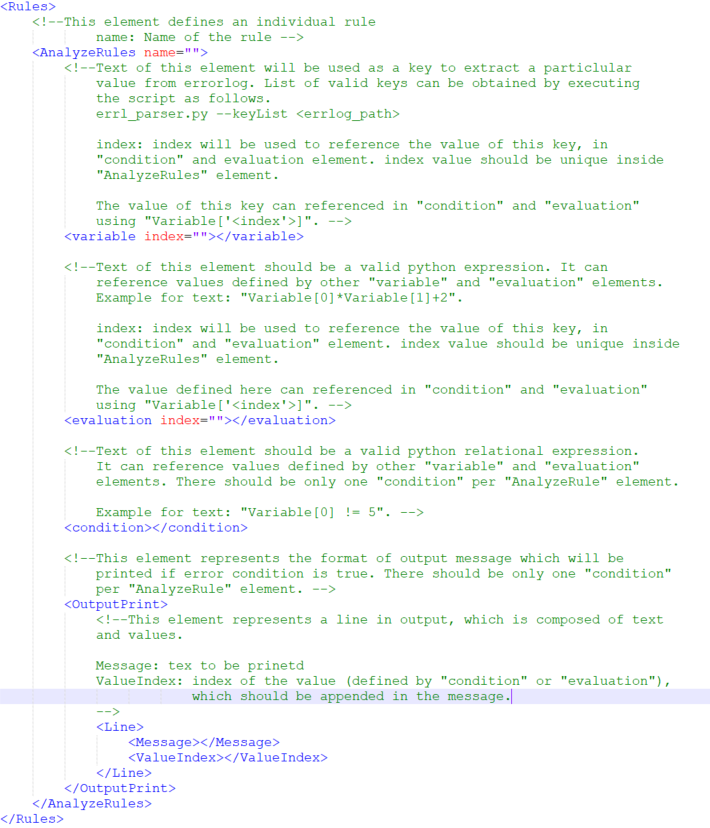 <Rules>
<!--This element defines an individual rule
name: Name of the rule -->
<AnalyzeRules name="">
<!--Text of this element will be used as a key to extract a particlular
value from errorlog. List of valid keys can be obtained by executing
the script as follows.
errl_parser.py --keyList <errlog_path>
index: index will be used to reference the value of this key, in
"condition" and evaluation element. index value should be unique inside
"AnalyzeRules" element.
The value of this key can referenced in "condition" and "evaluation"
using "Variable['<index'>]". -->
<variable index=""></variable>
<!--Text of this element should be a valid python expression. It can
reference values defined by other "variable" and "evaluation" elements.
Example for text: "Variable[0]*Variable[1]+2".
index: index will be used to reference the value of this key, in
"condition" and "evaluation" element. index value should be unique inside
"AnalyzeRules" element.
The value defined here can referenced in "condition" and "evaluation"
using "Variable['<index'>]". -->
<evaluation index=""></evaluation>
<!--Text of this element should be a valid python relational expression.
It can reference values defined by other "variable" and "evaluation"
elements. There should be only one "condition" per "AnalyzeRule" element.
Example for text: "Variable[0] != 5". -->
<condition></condition>
<!--This element represents the format of output message which will be
printed if error condition is true. There should be only one "condition"
per "AnalyzeRule" element. -->
<OutputPrint>
<!--This element represents a line in output, which is composed of text
and values.
Message: tex to be prinetd
ValueIndex: index of the value (defined by "condition" or "evaluation"),
which should be appended in the message.
-->
<Line>
<Message></Message>
<ValueIndex></ValueIndex>
</Line>
</OutputPrint>
</AnalyzeRules>
</Rules>